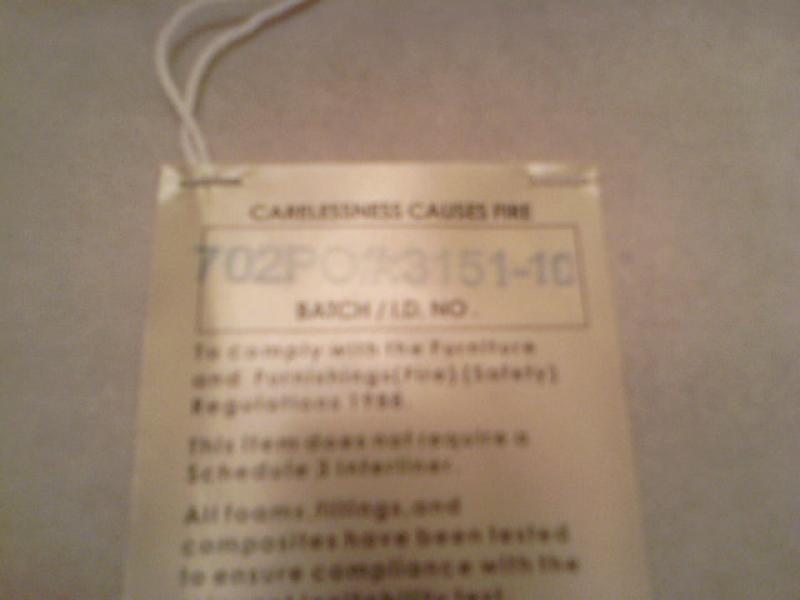 CARELESSNESS CAUSES FIRE
702PO#3151-10
BATCH / I.D. NO.
To comply with the Furniture
and Furnishings (Fire) (Safety)
Regulations 1988.
This item does not require a
Schedule 3 interliner.
All foams, fillings, and
composites have been tested
to ensure compliance with the
ignitability test